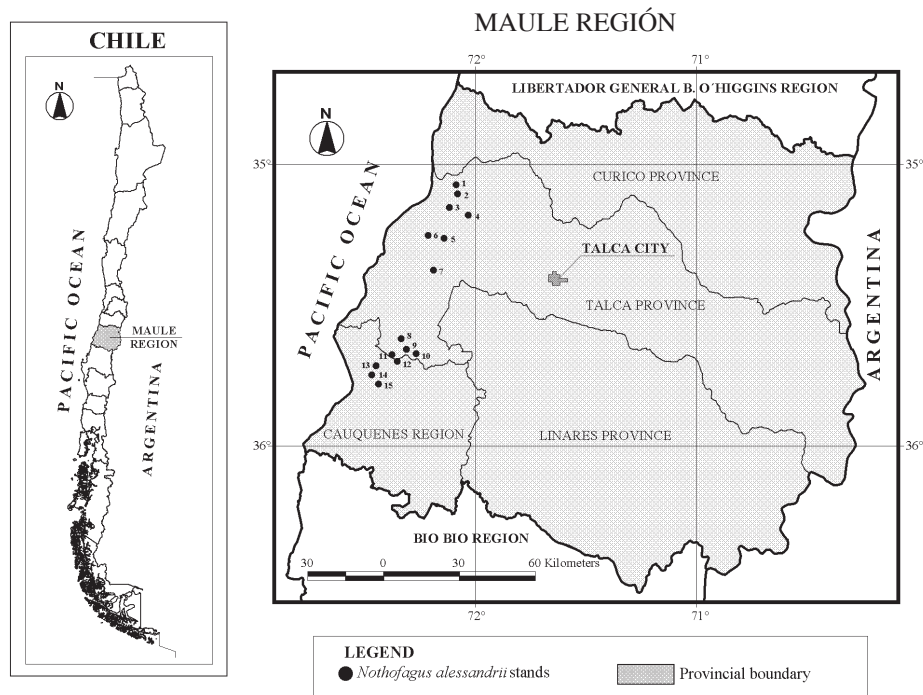 MAULE REGIÓN
CHILE
N
PACIFIC OCEAN
MAULE
REGION
ARGENTINA
72°
71°
LIBERTADOR GENERAL B. O´HIGGINS REGION
N
35°
35°
CURICO PROVINCE
PACIFIC OCEAN
1
2
3
4
6
5
7
TALCA CITY
TALCA PROVINCE
ARGENTINA
8
9
10
11
12
13
14
15
CAUQUENES REGION
LINARES PROVINCE
36°
36°
BIO BIO REGION
30 0 30 60 Kilometers
72°
71°
LEGEND
Nothofagus alessandrii stands
Provincial boundary